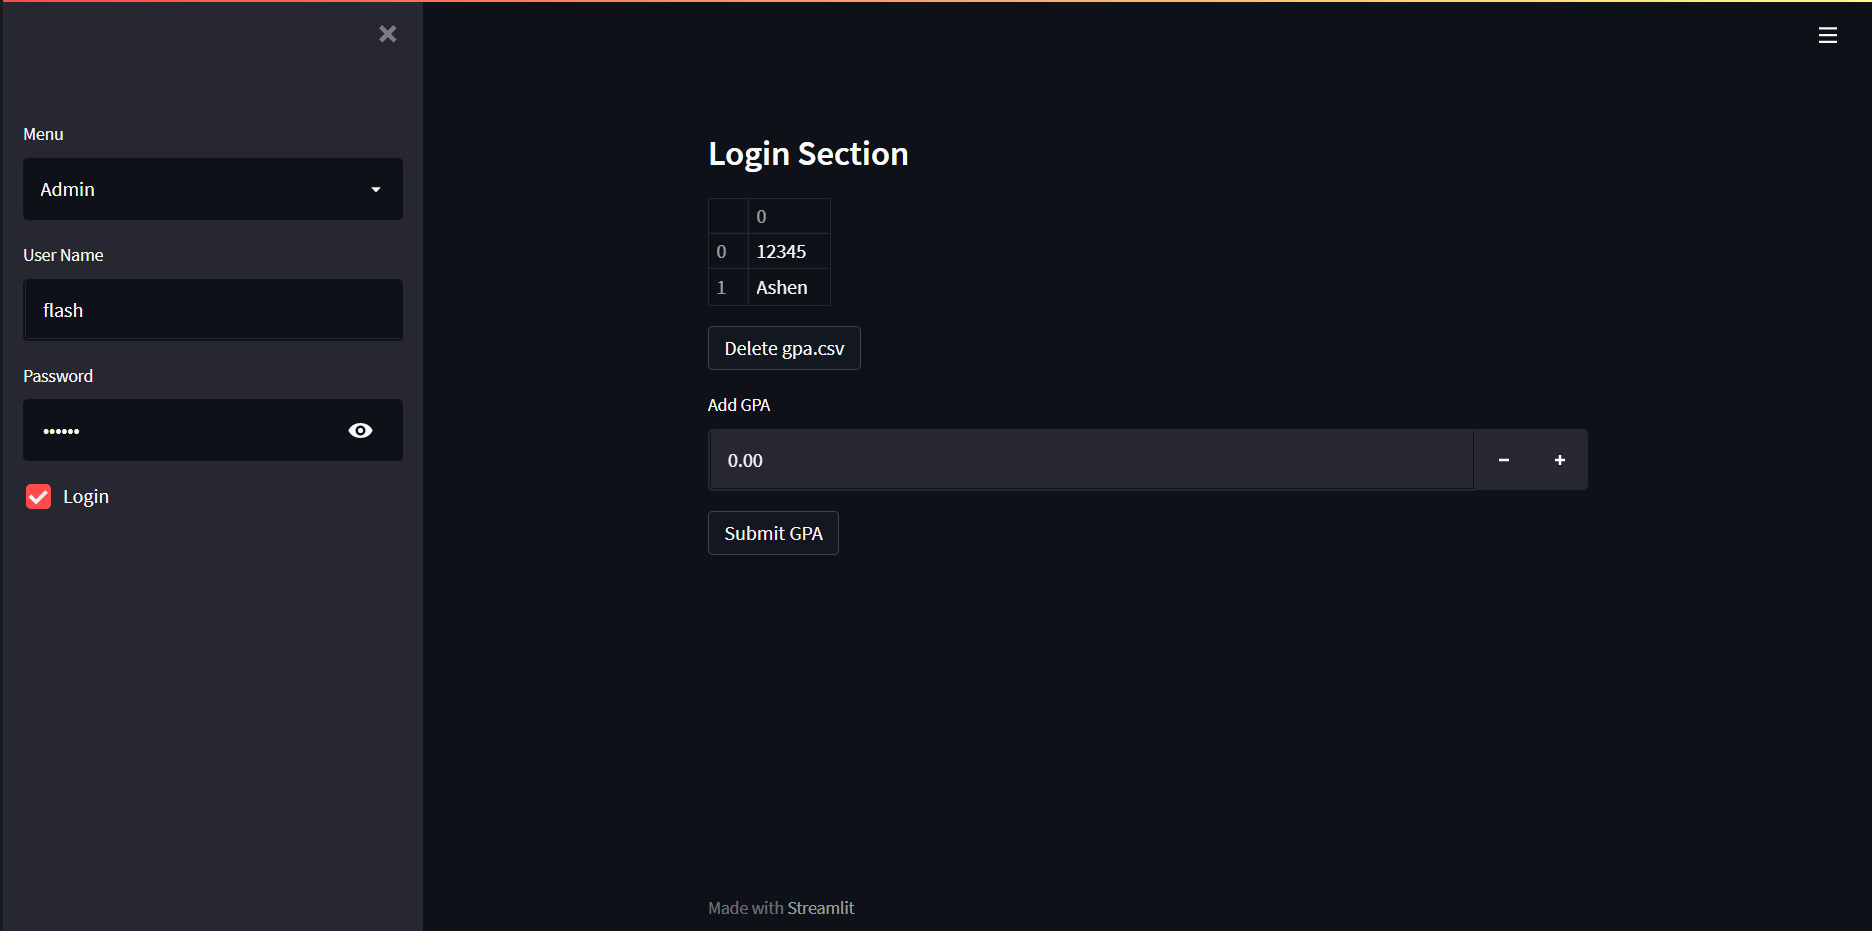 Menu
Admin
User Name
flash
Password
••••••
Login
Login Section
0
0 12345
1 Ashen
Delete gpa.csv
Add GPA
0.00
Submit GPA
Made with Streamlit